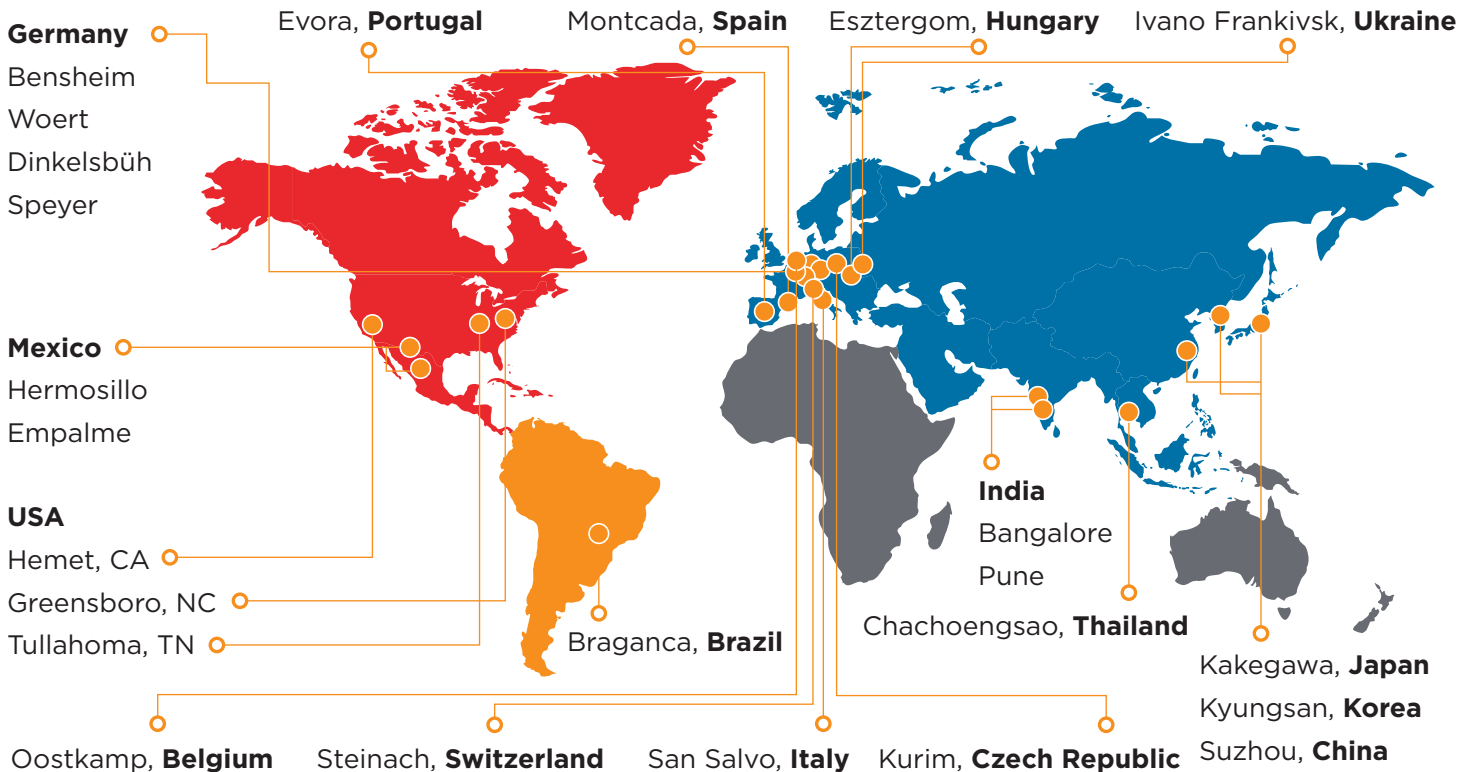 Germany
Bensheim
Woert
Dinkelsbüh
Speyer
Evora, Portugal
Montcada, Spain
Esztergom, Hungary
Ivano Frankivsk, Ukraine
Mexico
Hermosillo
Empalme
USA
Hemet, CA
Greensboro, NC
Tullahoma, TN
Braganca, Brazil
India
Bangalore
Pune
Chachoengsao, Thailand
Kakegawa, Japan
Kyungsan, Korea
Suzhou, China
Oostkamp, Belgium
Steinach, Switzerland
San Salvo, Italy
Kurim, Czech Republic